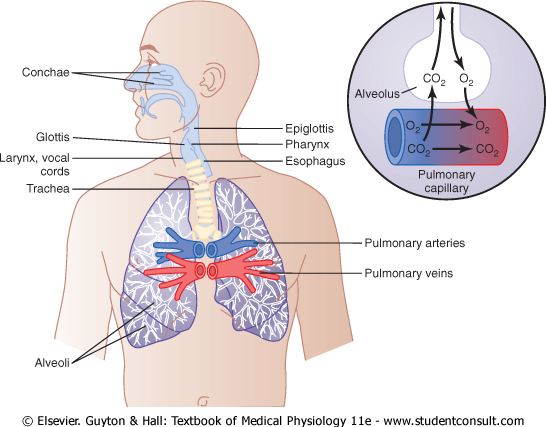 Conchae
Glottis
Larynx, vocal
cords
Trachea
Alveoli
Epiglottis
Pharynx
Esophagus
Pulmonary arteries
Pulmonary veins
CO₂ O₂
Alveolus
O₂ O₂
CO₂ CO₂
Pulmonary
capillary
© Elsevier. Guyton & Hall: Textbook of Medical Physiology 11e - www.studentconsult.com